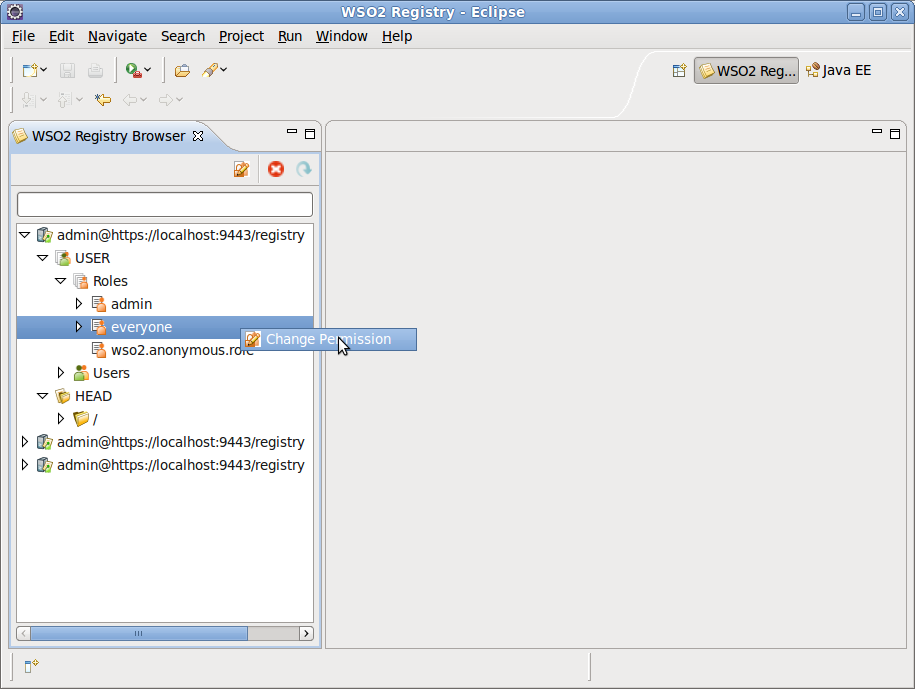 WSO2 Registry - Eclipse
File Edit Navigate Search Project Run Window Help
WSO2 Reg... Java EE
WSO2 Registry Browser
admin@https://localhost:9443/registry
USER
Roles
admin
everyone
Change Permission
wso2.anonymous.role
Users
HEAD
/
admin@https://localhost:9443/registry
admin@https://localhost:9443/registry